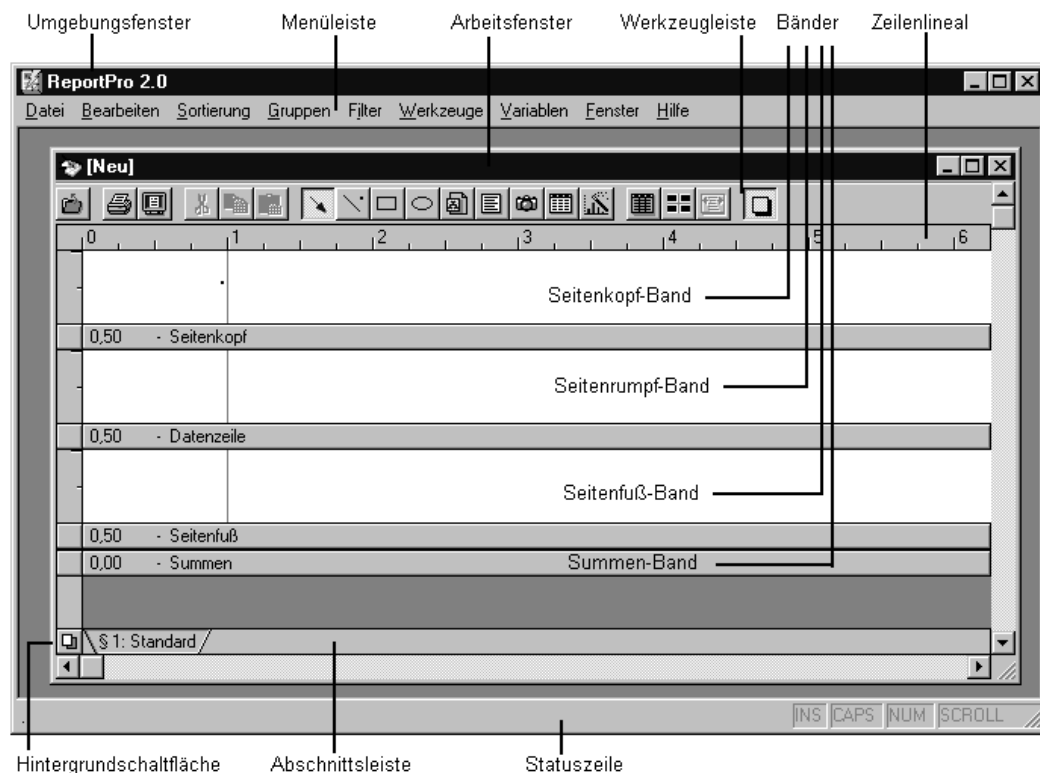 Umgebungsfenster Menüleiste Arbeitsfenster Werkzeugleiste Bänder Zeilenlineal
ReportPro 2.0
Datei Bearbeiten Sortierung Gruppen Filter Werkzeuge Variablen Fenster Hilfe
[Neu]
0 1 2 3 4 5 6
Seitenkopf-Band
0,50 - Seitenkopf
Seitenrumpf-Band
0,50 - Datenzeile
Seitenfuß-Band
0,50 - Seitenfuß
0,00 - Summen Summen-Band
§ 1: Standard
INS CAPS NUM SCROLL
Hintergrundschaltfläche Abschnittsleiste Statuszeile